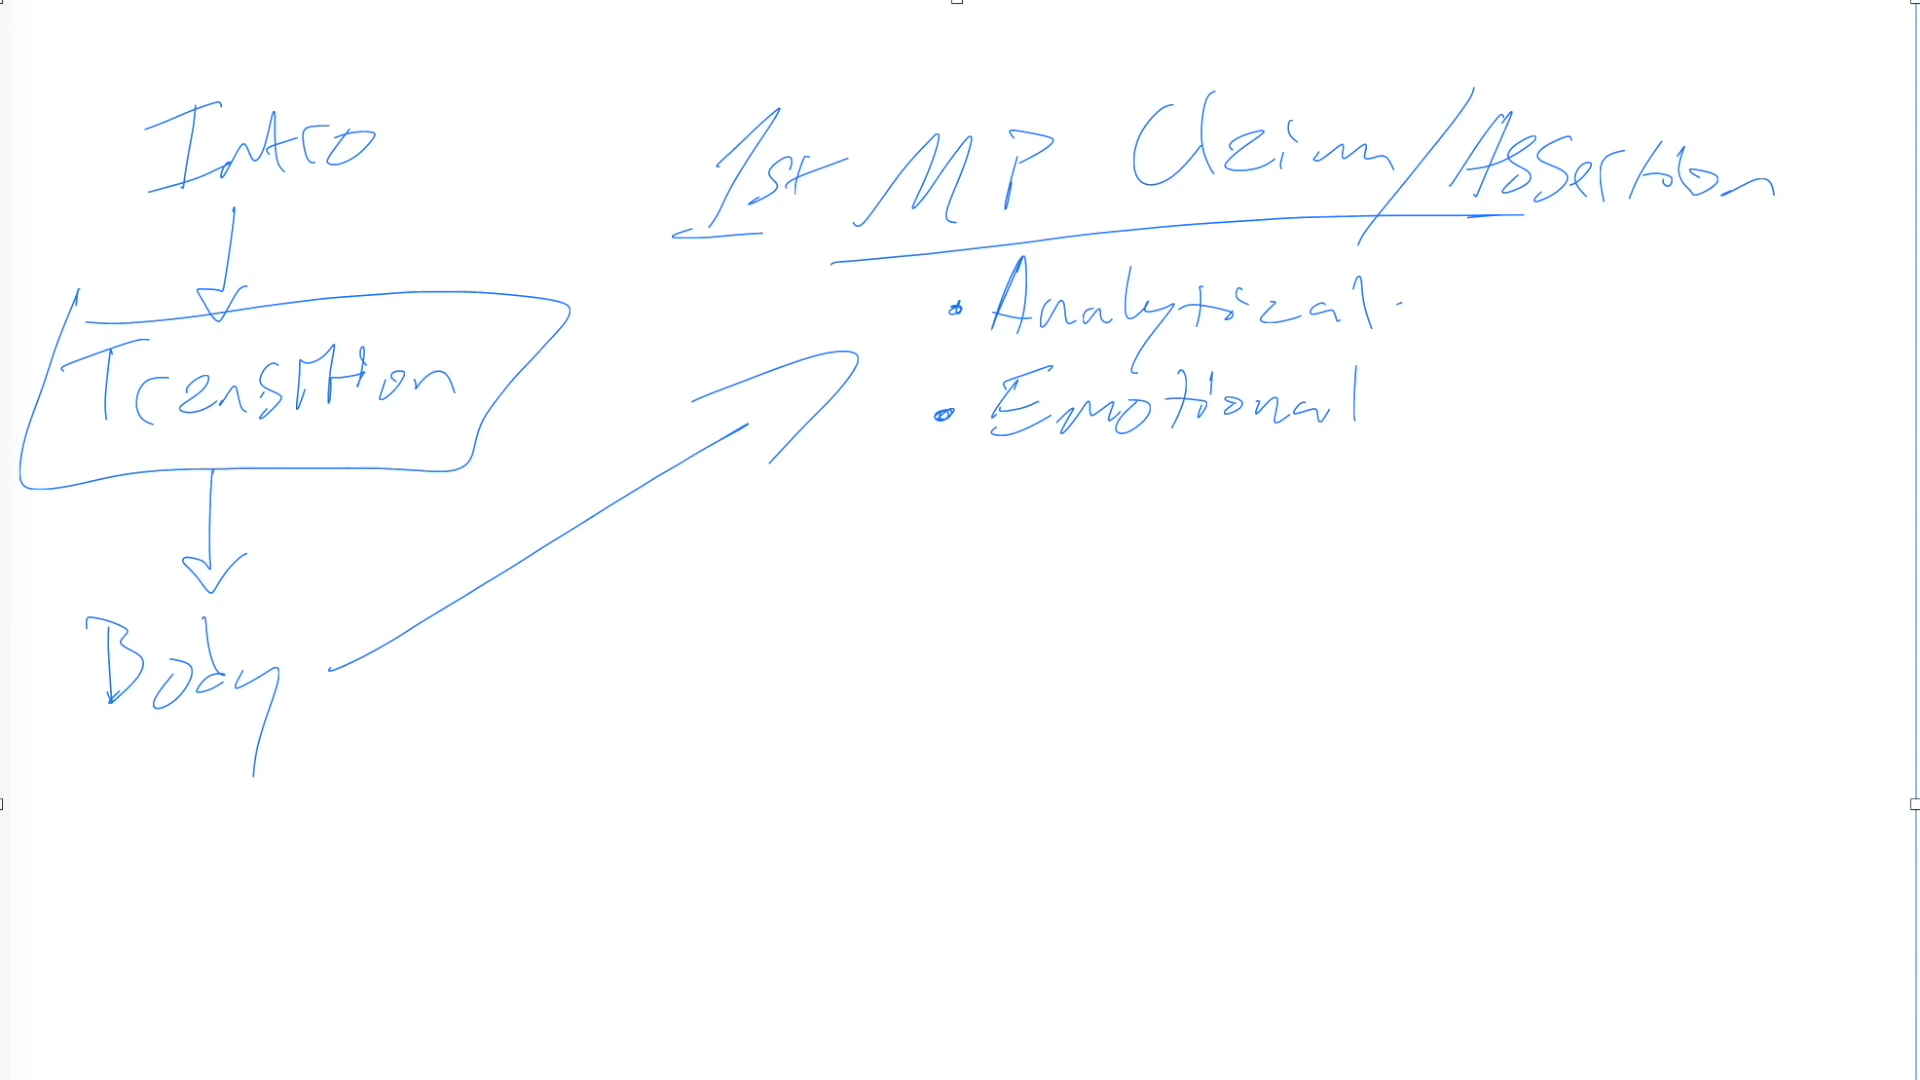 Intro
Transition
Body
1st MP Claim/Assertion
• Analytical
• Emotional